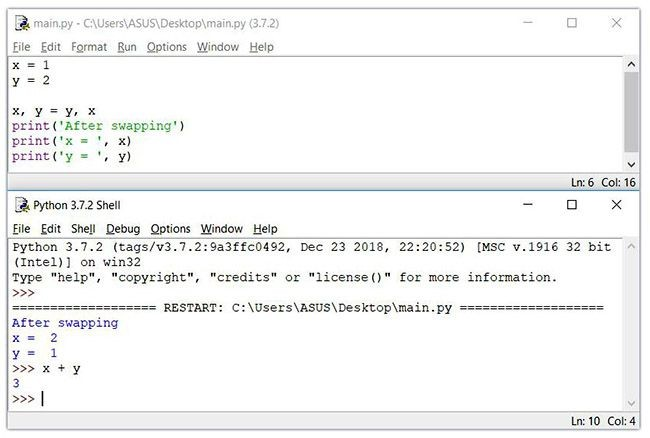 main.py - C:\Users\ASUS\Desktop\main.py (3.7.2)
File Edit Format Run Options Window Help
x = 1
y = 2
x, y = y, x
print('After swapping')
print('x = ', x)
print('y = ', y)
Ln: 6 Col: 16
Python 3.7.2 Shell
File Edit Shell Debug Options Window Help
Python 3.7.2 (tags/v3.7.2:9a3ffc0492, Dec 23 2018, 22:20:52) [MSC v.1916 32 bit
(Intel)] on win32
Type "help", "copyright", "credits" or "license()" for more information.
>>>
=================== RESTART: C:\Users\ASUS\Desktop\main.py ===================
After swapping
x =  2
y =  1
>>> x + y
3
>>>
Ln: 10 Col: 4